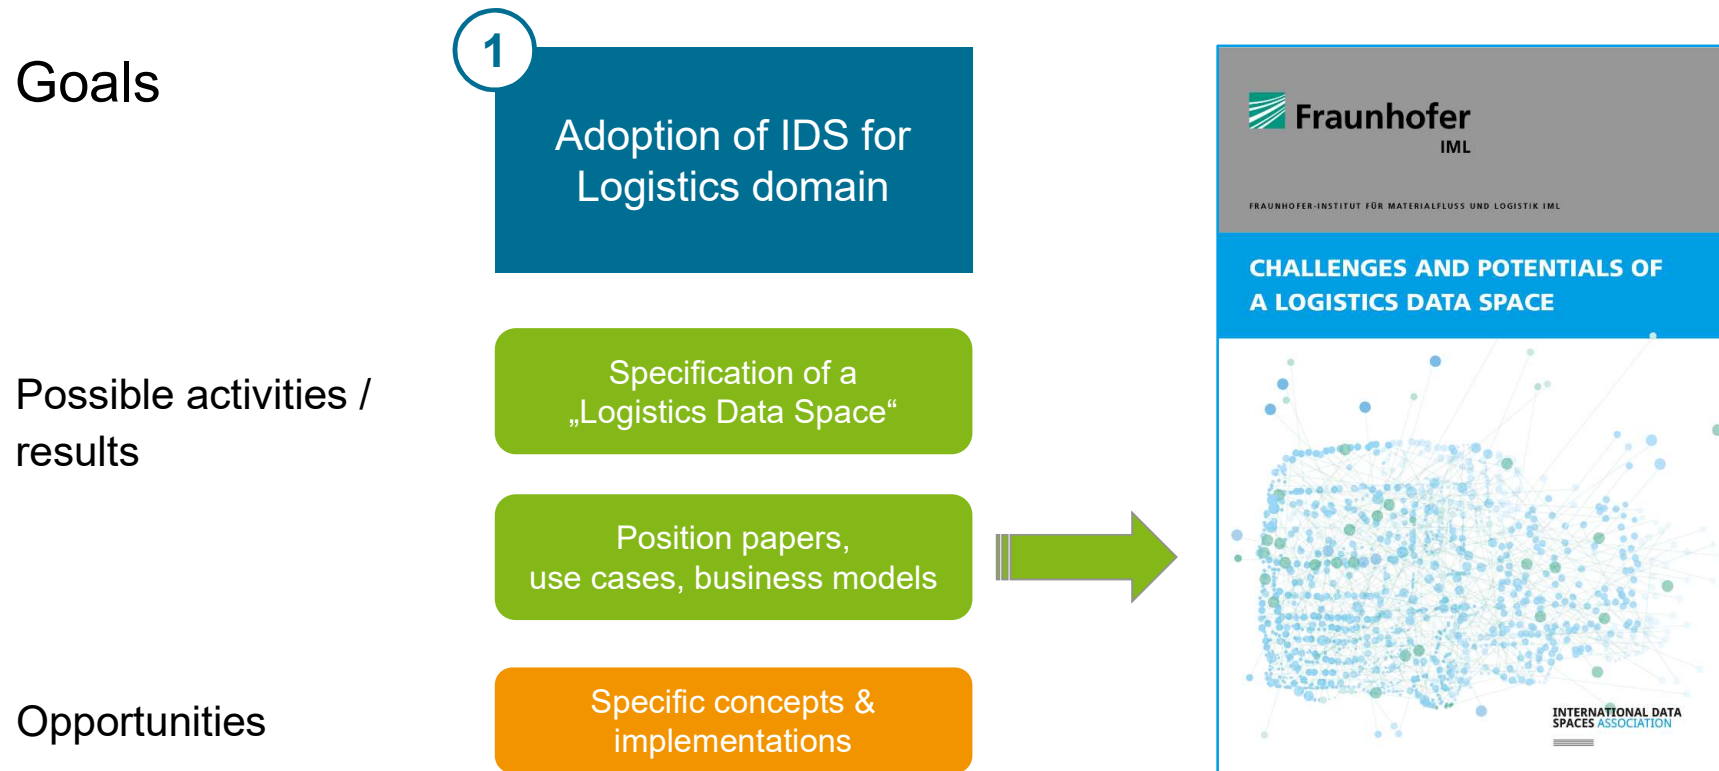 Goals
1
Adoption of IDS for
Logistics domain
Possible activities /
results
Specification of a
„Logistics Data Space“
Position papers,
use cases, business models
Opportunities
Specific concepts &
implementations
Fraunhofer
IML
FRAUNHOFER-INSTITUT FÜR MATERIALFLUSS UND LOGISTIK IML
CHALLENGES AND POTENTIALS OF
A LOGISTICS DATA SPACE
INTERNATIONAL DATA
SPACES ASSOCIATION